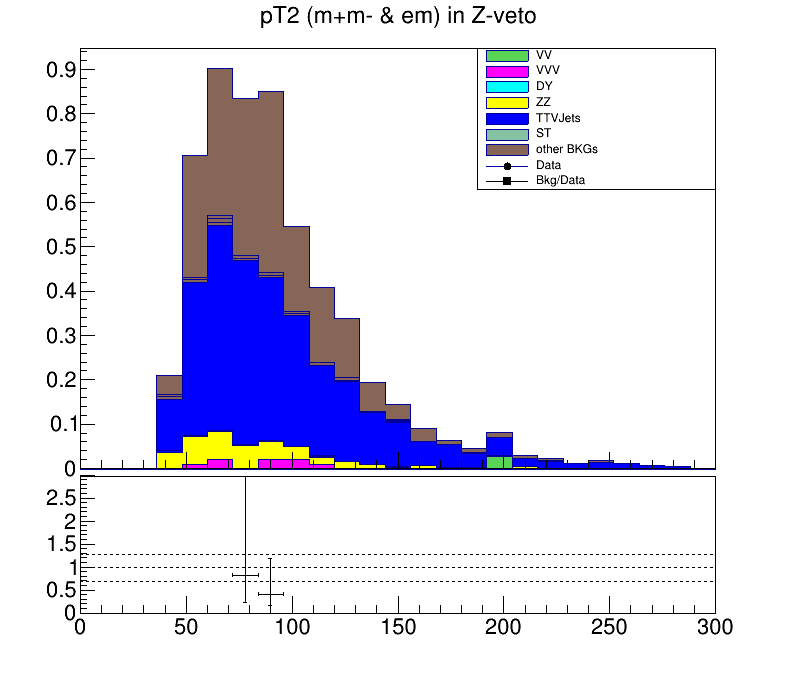 pT2 (m+m- & em) in Z-veto
VV
VVV
DY
ZZ
TTVJets
ST
other BKGs
Data
Bkg/Data
0.9
0.8
0.7
0.6
0.5
0.4
0.3
0.2
0.1
0
2.5
2
1.5
1
0.5
0
0 50 100 150 200 250 300